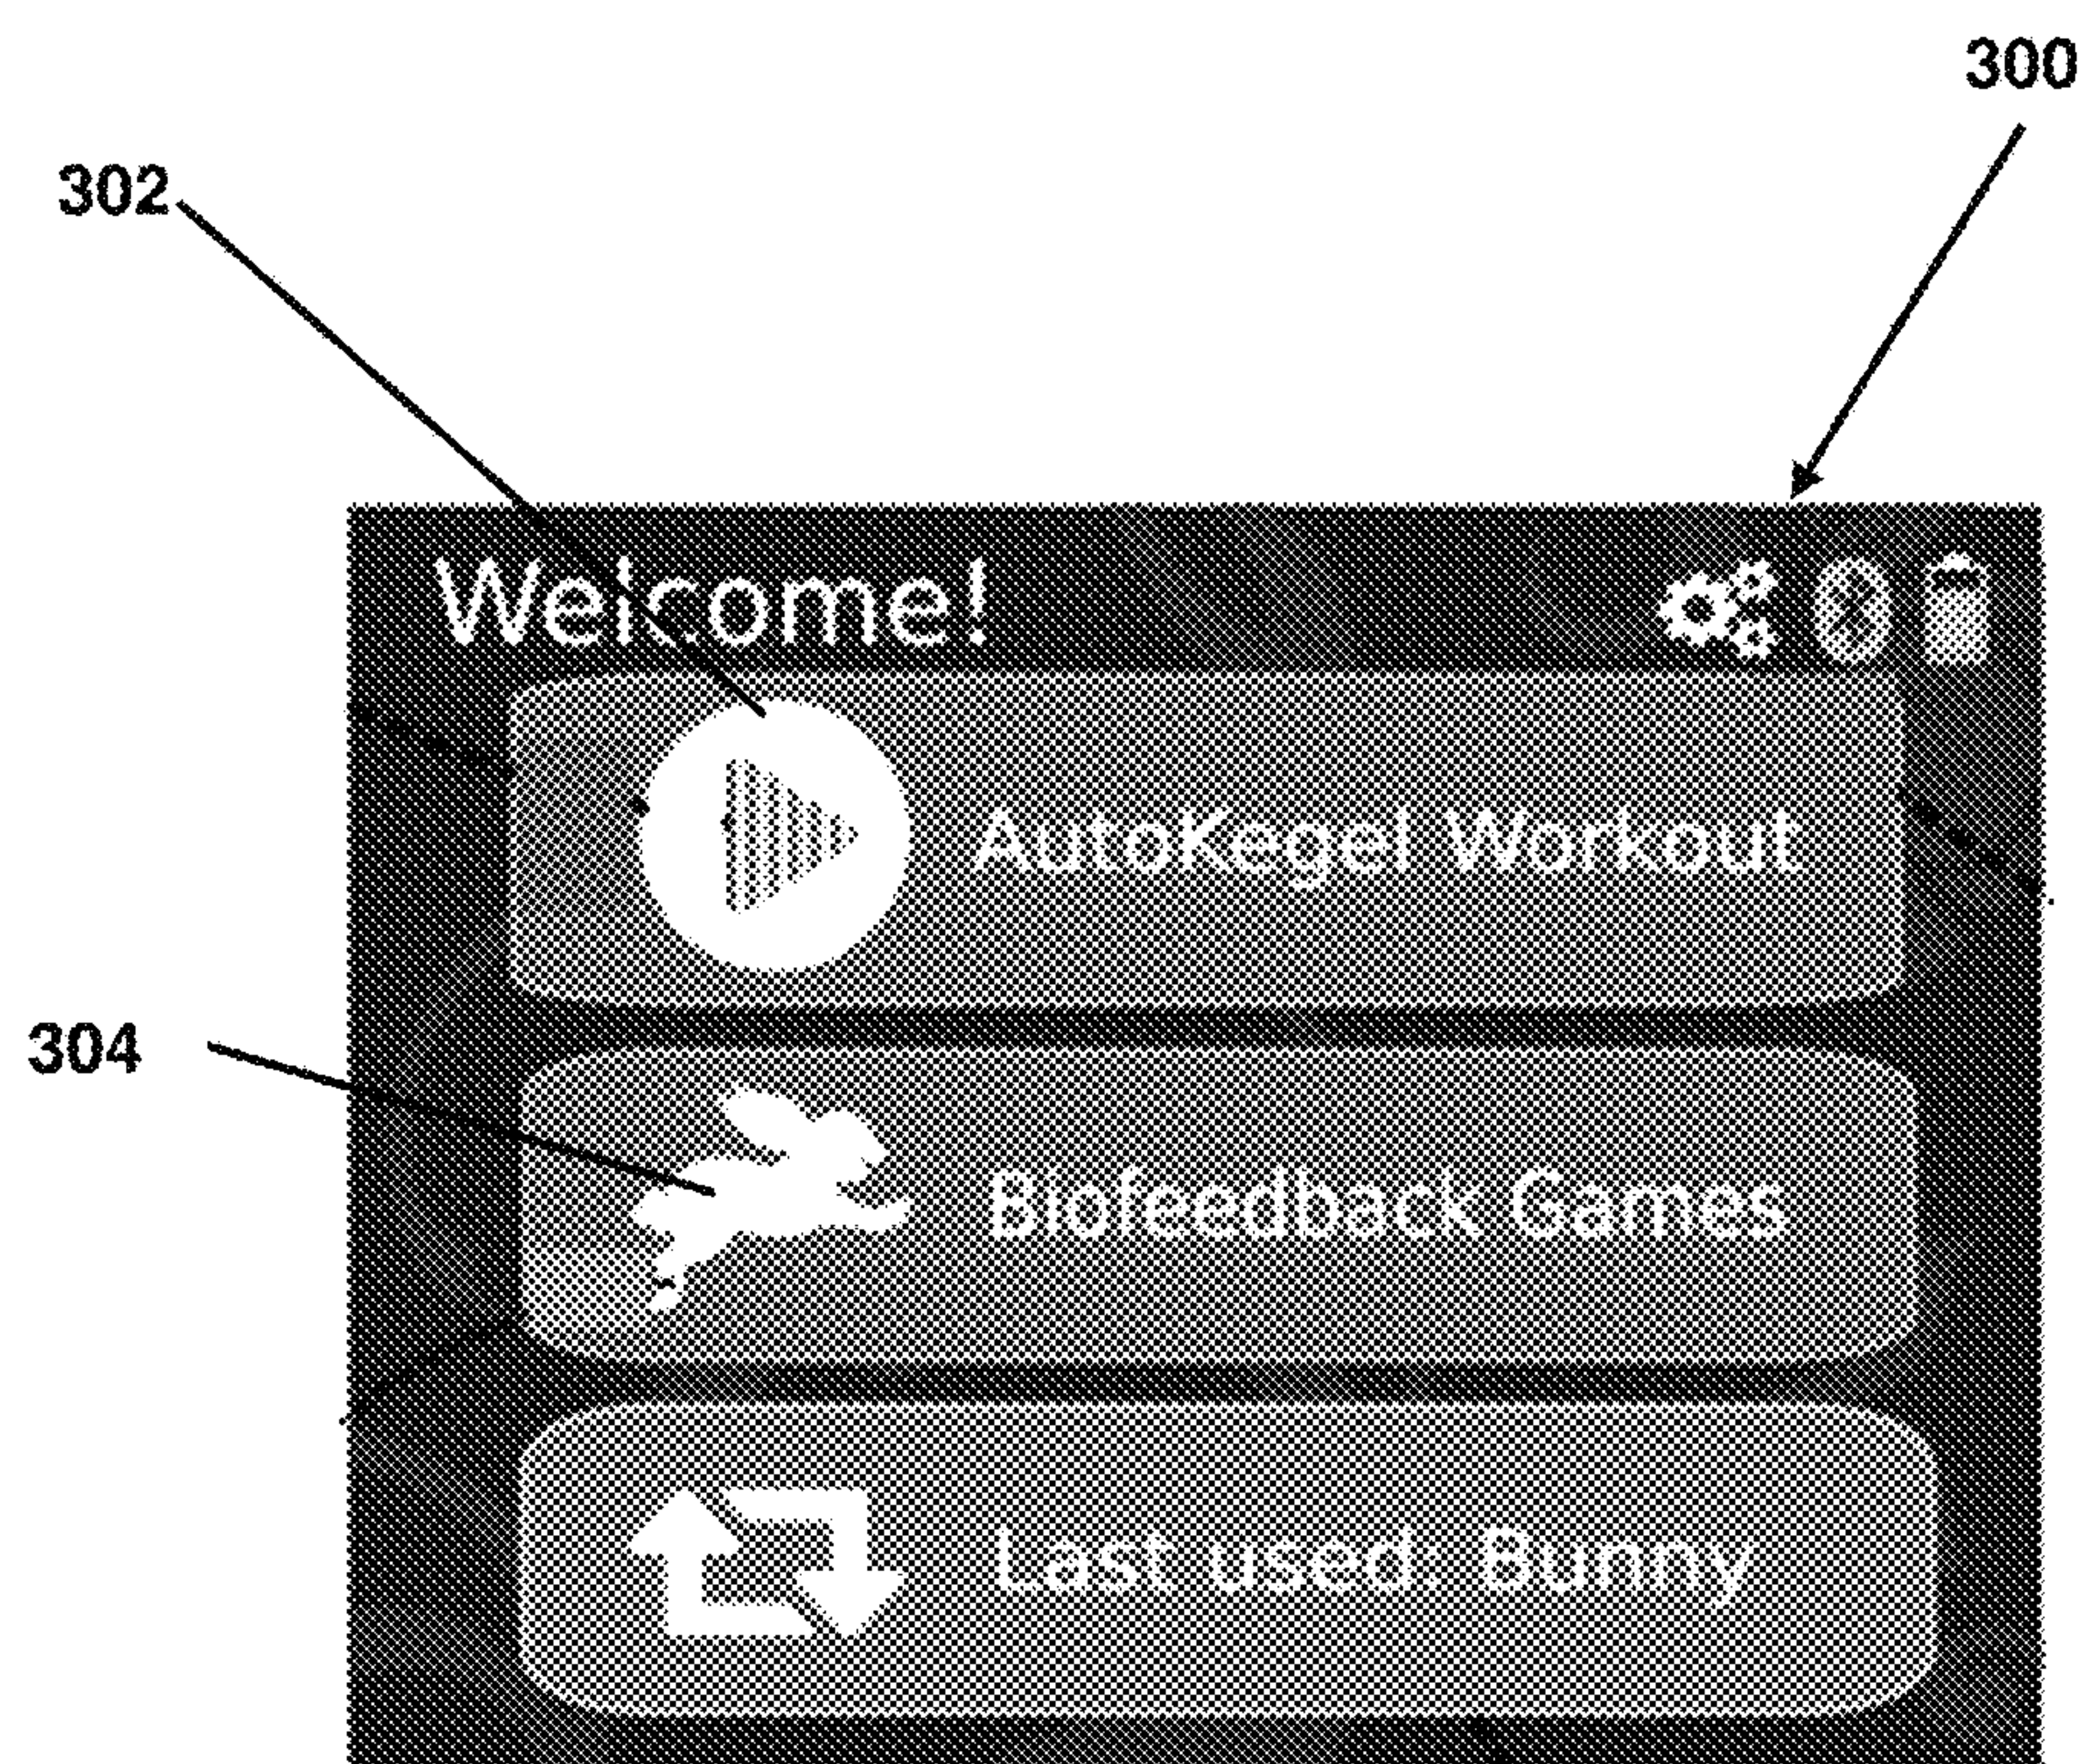 300
302
Welcome!
AutoKegel Workout
304
Biofeedback Games
Last used: Bunny